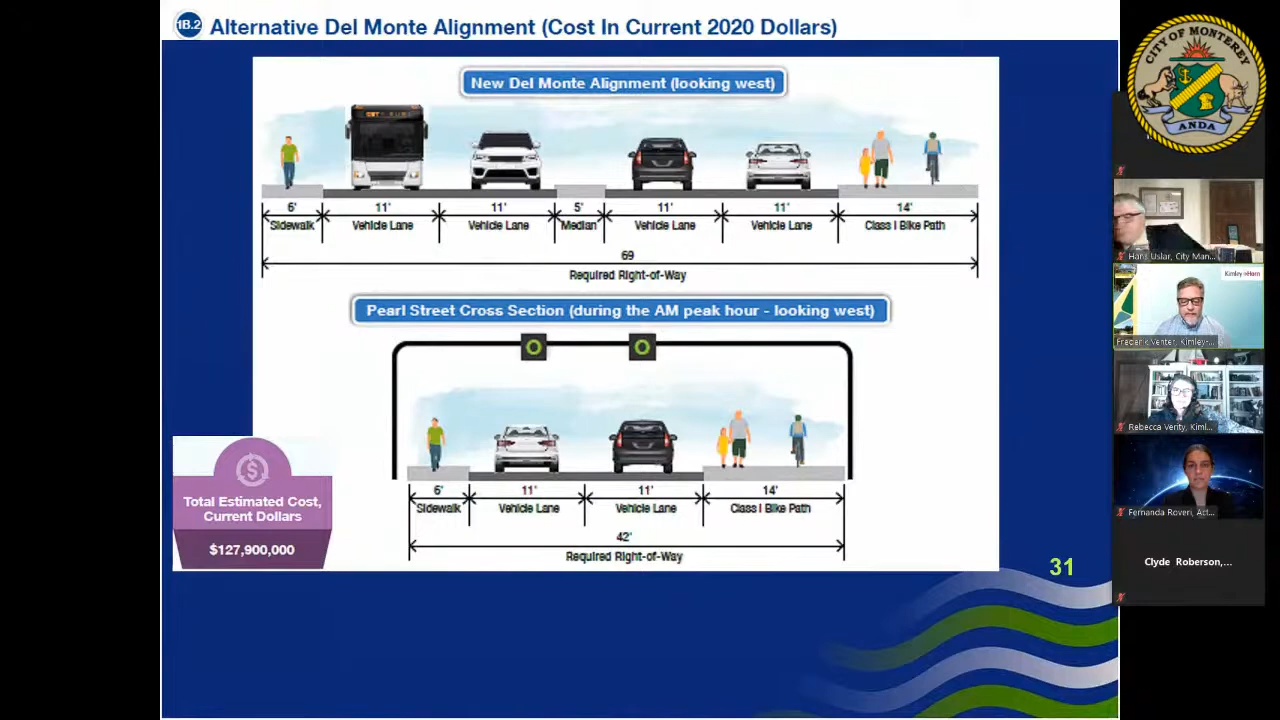 1B.2 Alternative Del Monte Alignment (Cost In Current 2020 Dollars)
New Del Monte Alignment (looking west)
6' 11' 11' 5' 11' 11' 14'
Sidewalk Vehicle Lane Vehicle Lane Median Vehicle Lane Vehicle Lane Class I Bike Path
69
Required Right-of-Way
Pearl Street Cross Section (during the AM peak hour - looking west)
6' 11' 11' 14'
Sidewalk Vehicle Lane Vehicle Lane Class I Bike Path
42'
Required Right-of-Way
Total Estimated Cost,
Current Dollars
$127,900,000
31
CITY OF MONTEREY
ANDA
Hans Uslar, City Man...
Kimley»Horn
Frederik Venter, Kimley-...
Rebecca Verity, Kiml...
Fernanda Roveri, Act...
Clyde Roberson,...